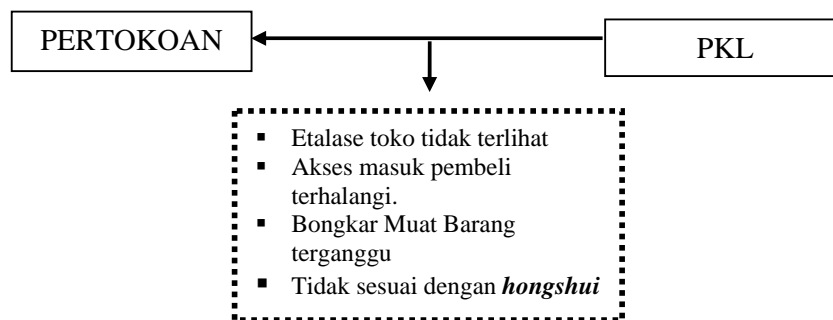 PERTOKOAN
PKL
▪ Etalase toko tidak terlihat
▪ Akses masuk pembeli
terhalangi.
▪ Bongkar Muat Barang
terganggu
▪ Tidak sesuai dengan hongshui